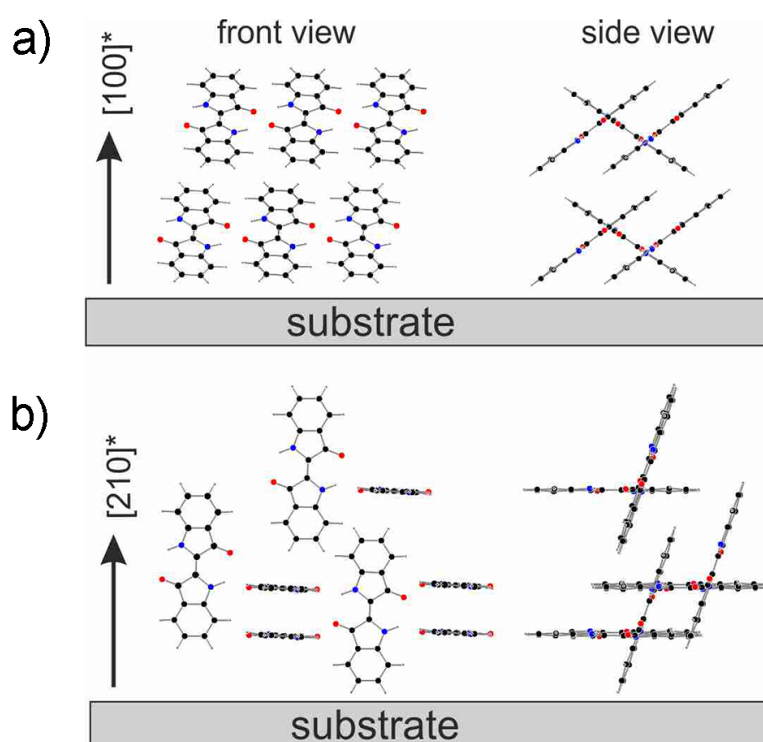 a)
front view
side view
[100]*
substrate
b)
[210]*
substrate